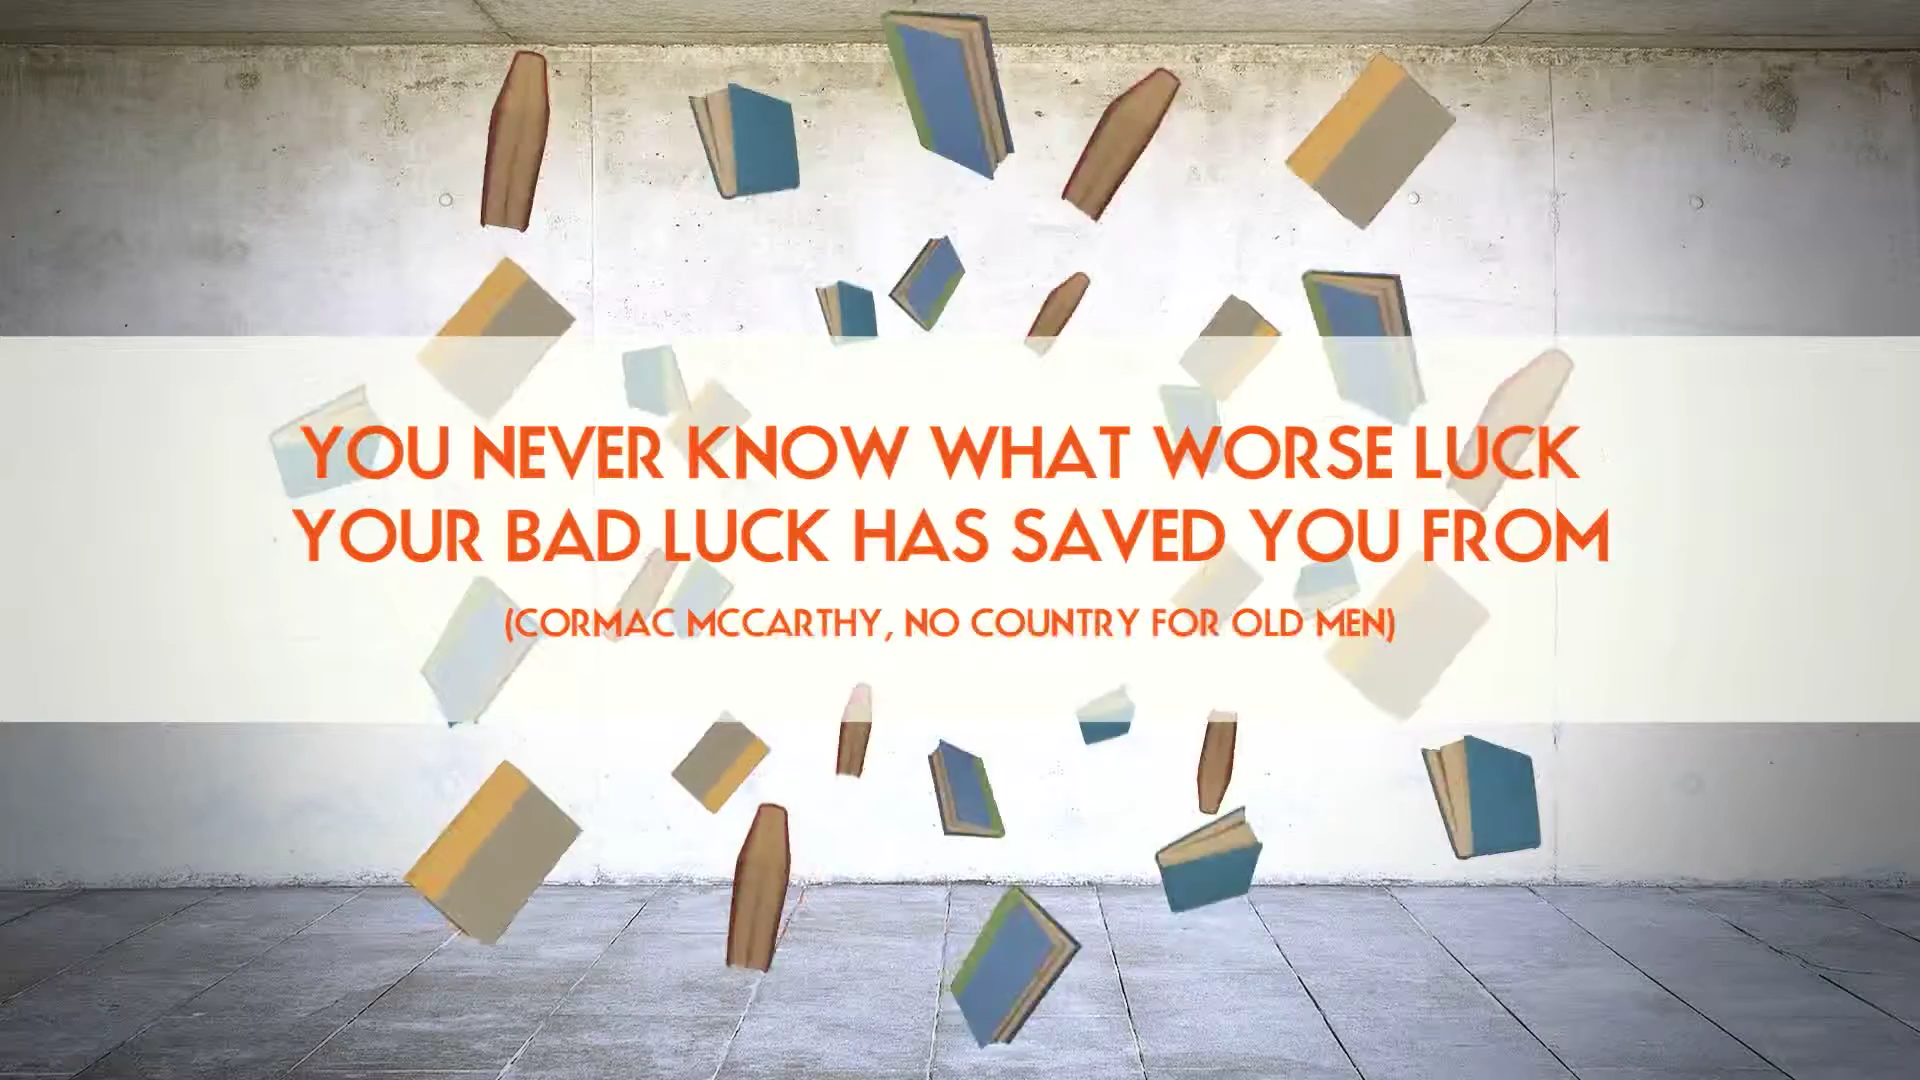 YOU NEVER KNOW WHAT WORSE LUCK
YOUR BAD LUCK HAS SAVED YOU FROM
(CORMAC MCCARTHY, NO COUNTRY FOR OLD MEN)